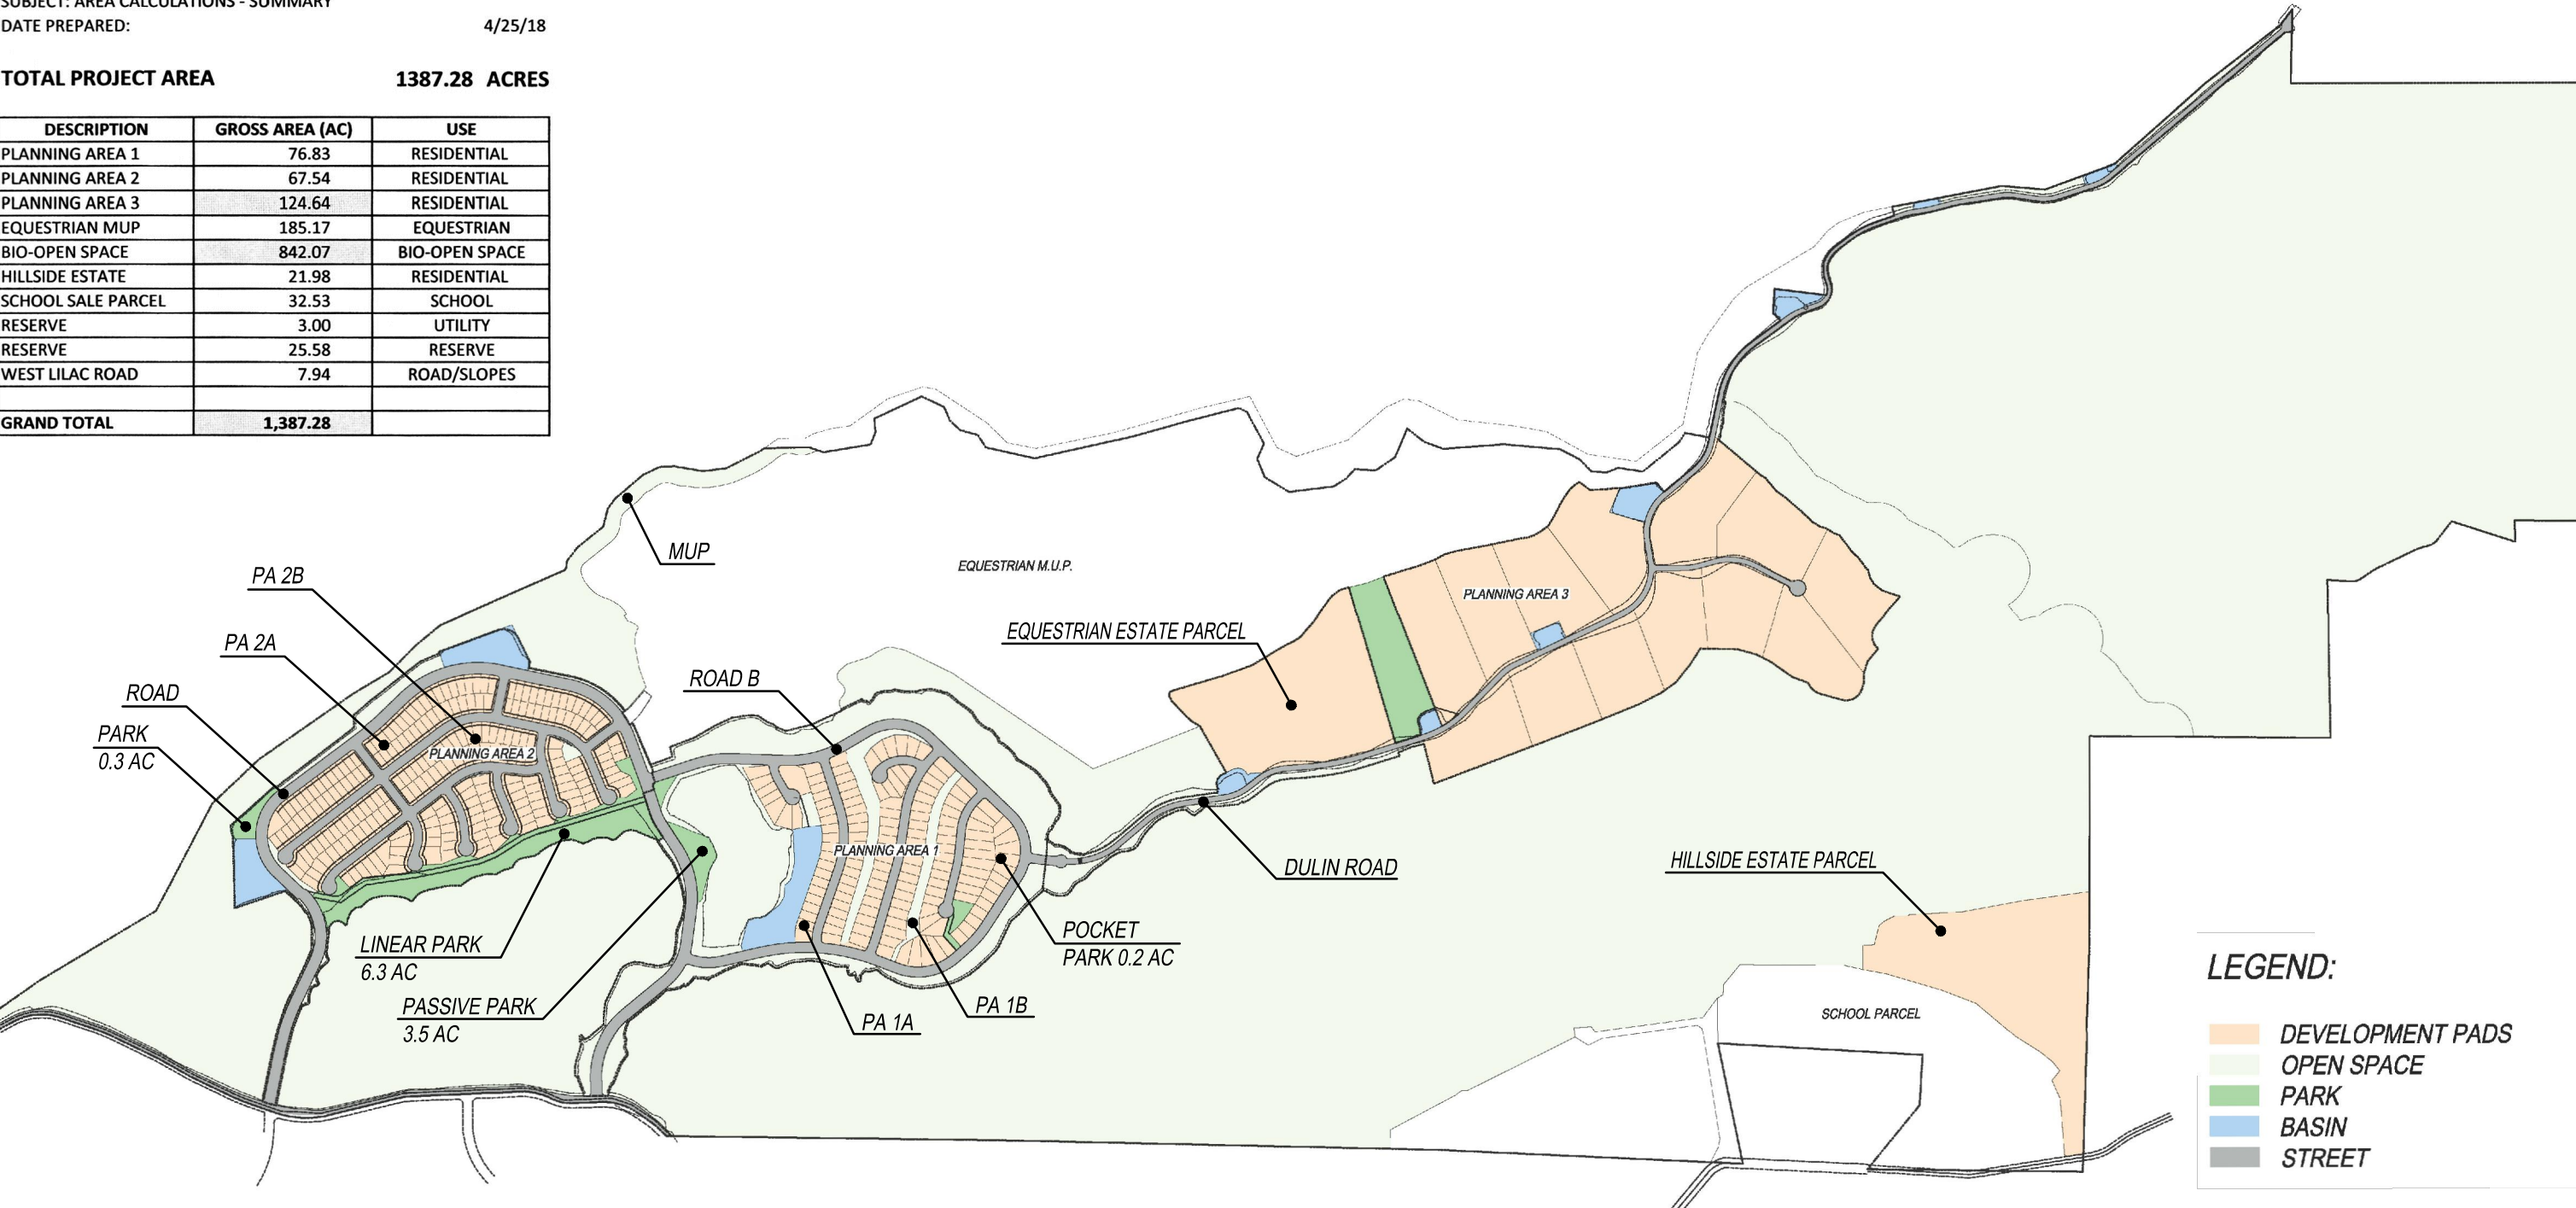 SUBJECT: AREA CALCULATIONS - SUMMARY
DATE PREPARED: 4/25/18
TOTAL PROJECT AREA 1387.28 ACRES
DESCRIPTION GROSS AREA (AC) USE
PLANNING AREA 1 76.83 RESIDENTIAL
PLANNING AREA 2 67.54 RESIDENTIAL
PLANNING AREA 3 124.64 RESIDENTIAL
EQUESTRIAN MUP 185.17 EQUESTRIAN
BIO-OPEN SPACE 842.07 BIO-OPEN SPACE
HILLSIDE ESTATE 21.98 RESIDENTIAL
SCHOOL SALE PARCEL 32.53 SCHOOL
RESERVE 3.00 UTILITY
RESERVE 25.58 RESERVE
WEST LILAC ROAD 7.94 ROAD/SLOPES
GRAND TOTAL 1,387.28
MUP
EQUESTRIAN M.U.P.
PA 2B
PLANNING AREA 3
EQUESTRIAN ESTATE PARCEL
PA 2A
ROAD B
ROAD
PARK
0.3 AC
PLANNING AREA 2
PLANNING AREA 1
DULIN ROAD
HILLSIDE ESTATE PARCEL
POCKET
PARK 0.2 AC
LINEAR PARK
6.3 AC
PASSIVE PARK
3.5 AC
PA 1B
PA 1A
SCHOOL PARCEL
LEGEND:
DEVELOPMENT PADS
OPEN SPACE
PARK
BASIN
STREET